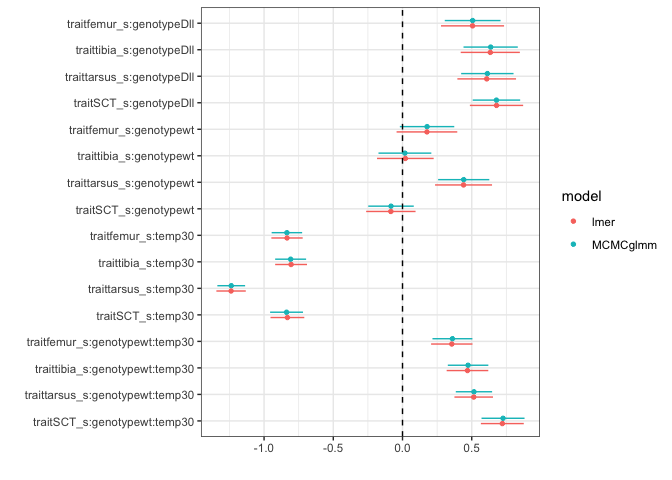 traitfemur_s:genotypeDll
traittibia_s:genotypeDll
traittarsus_s:genotypeDll
traitSCT_s:genotypeDll
traitfemur_s:genotypewt
traittibia_s:genotypewt
traittarsus_s:genotypewt
traitSCT_s:genotypewt
traitfemur_s:temp30
traittibia_s:temp30
traittarsus_s:temp30
traitSCT_s:temp30
traitfemur_s:genotypewt:temp30
traittibia_s:genotypewt:temp30
traittarsus_s:genotypewt:temp30
traitSCT_s:genotypewt:temp30
-1.0 -0.5 0.0 0.5
model
lmer
MCMCglmm